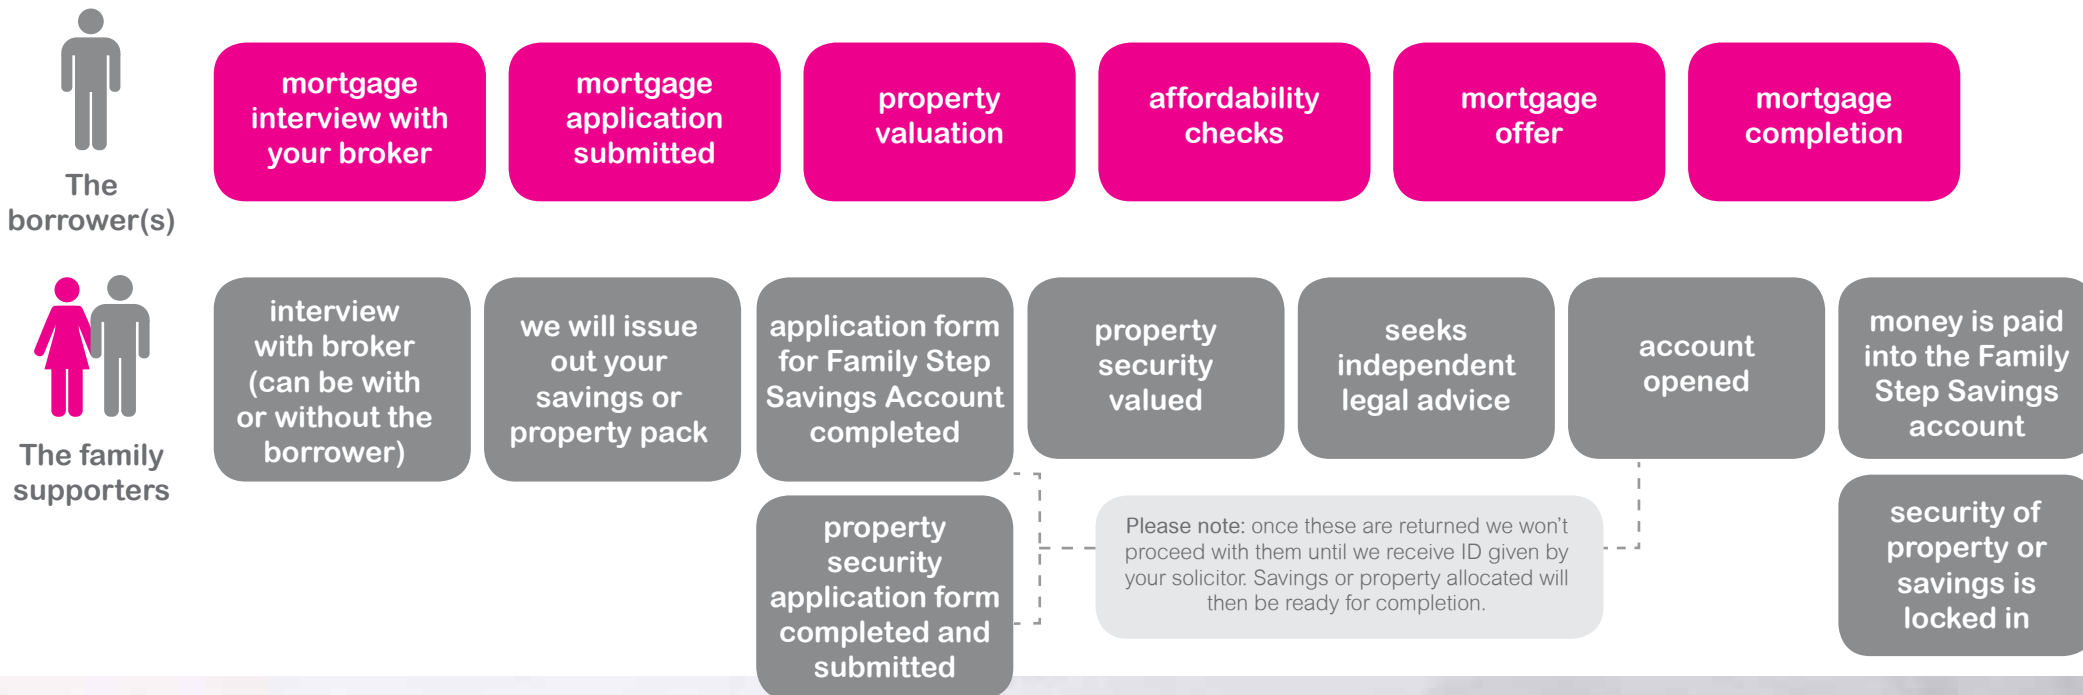 The
borrower(s)
mortgage
interview with
your broker
mortgage
application
submitted
property
valuation
affordability
checks
mortgage
offer
mortgage
completion
The family
supporters
interview
with broker
(can be with
or without the
borrower)
we will issue
out your
savings or
property pack
application form
for Family Step
Savings Account
completed
property
security
application form
completed and
submitted
property
security
valued
seeks
independent
legal advice
account
opened
Please note: once these are returned we won't
proceed with them until we receive ID given by
your solicitor. Savings or property allocated will
then be ready for completion.
money is paid
into the Family
Step Savings
account
security of
property or
savings is
locked in